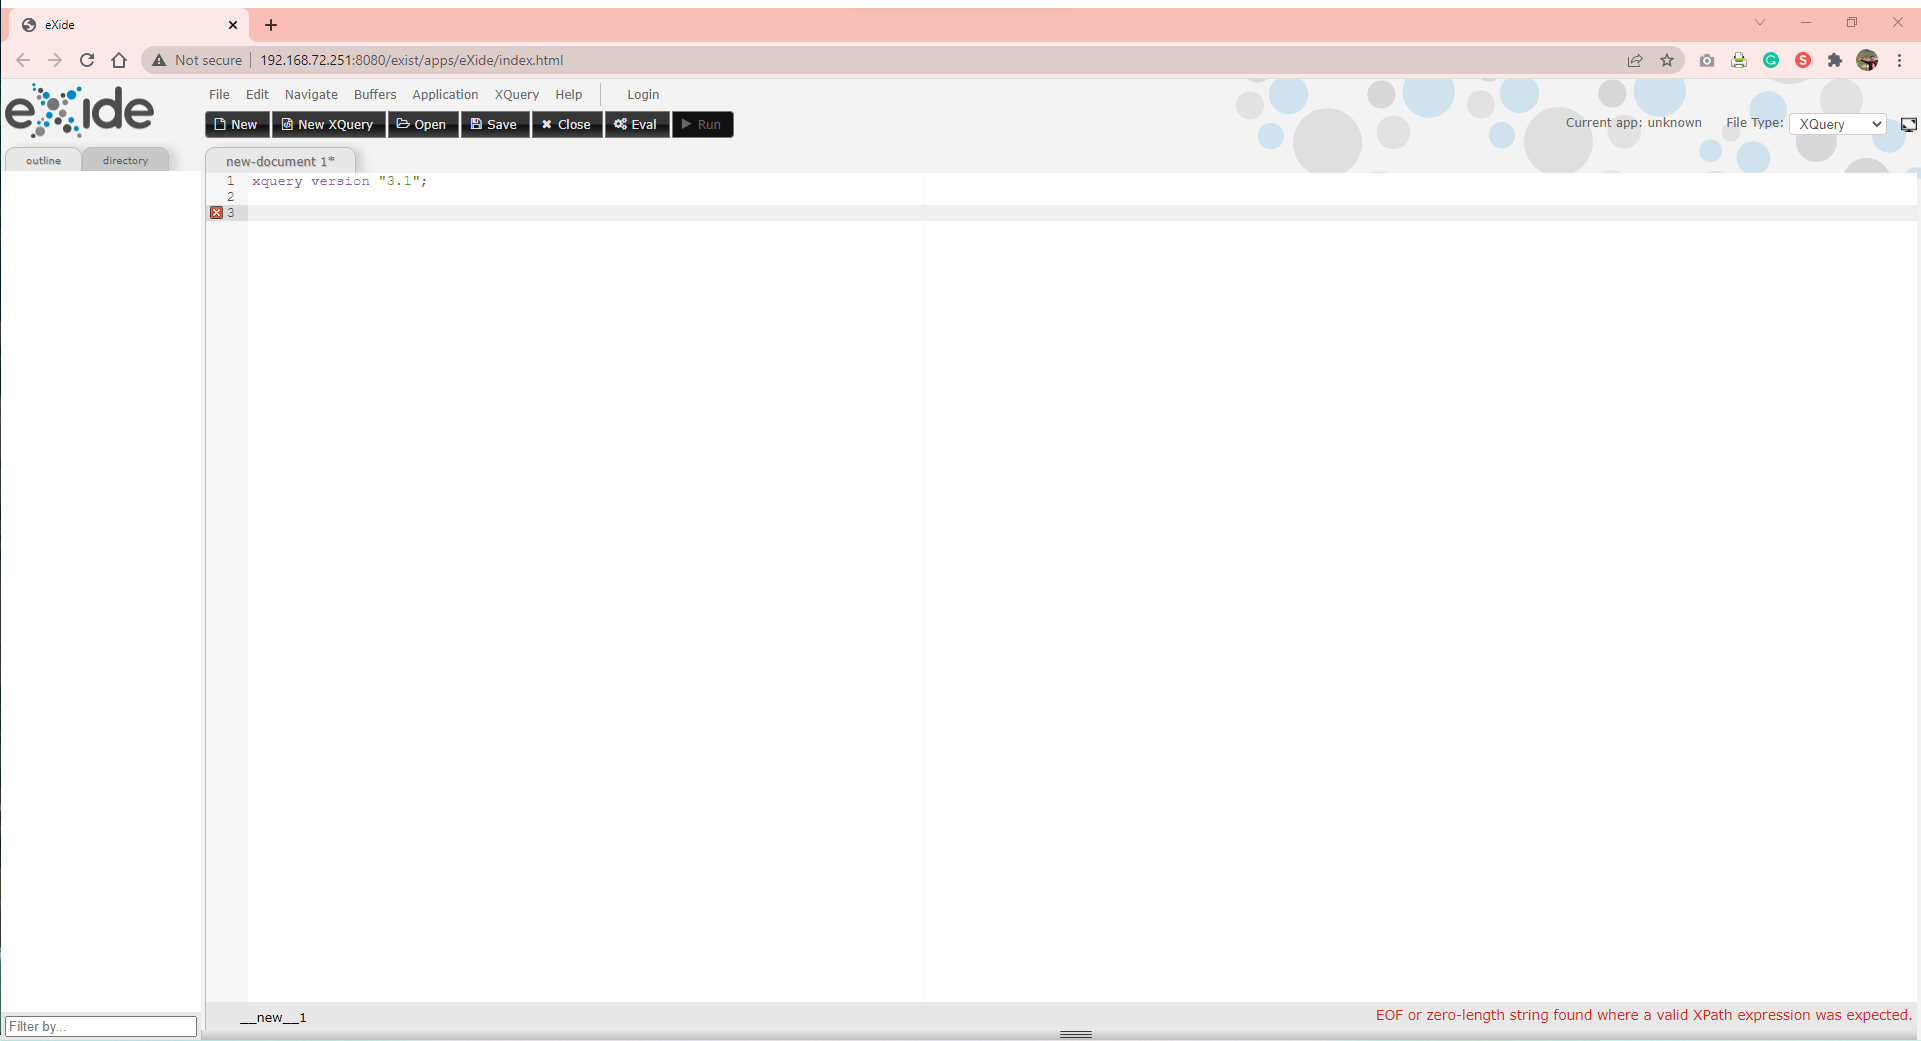 eXide
Not secure 192.168.72.251:8080/exist/apps/eXide/index.html
eXide
File Edit Navigate Buffers Application XQuery Help Login
New New XQuery Open Save Close Eval Run
Current app: unknown File Type: XQuery
outline directory
new-document 1*
1 xquery version "3.1";
2
3
Filter by...
__new__1
EOF or zero-length string found where a valid XPath expression was expected.